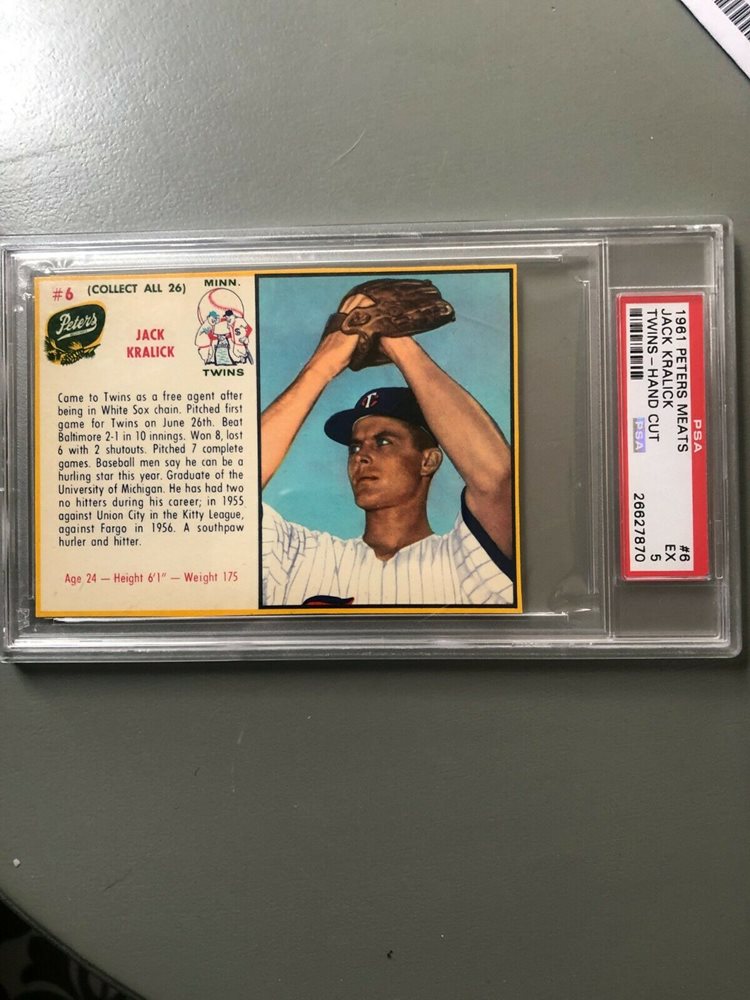 #6 (COLLECT ALL 26)
Peter's
JACK
KRALICK
MINN.
TWINS
Came to Twins as a free agent after
being in White Sox chain. Pitched first
game for Twins on June 26th. Beat
Baltimore 2-1 in 10 innings. Won 8, lost
6 with 2 shutouts. Pitched 7 complete
games. Baseball men say he can be a
hurling star this year. Graduate of the
University of Michigan. He has had two
no hitters during his career; in 1955
against Union City in the Kitty League,
against Fargo in 1956. A southpaw
hurler and hitter.
Age 24 — Height 6'1" — Weight 175
TC
PSA
1961 PETERS MEATS #6
JACK KRALICK EX
TWINS-HAND CUT 5
PSA 26627870